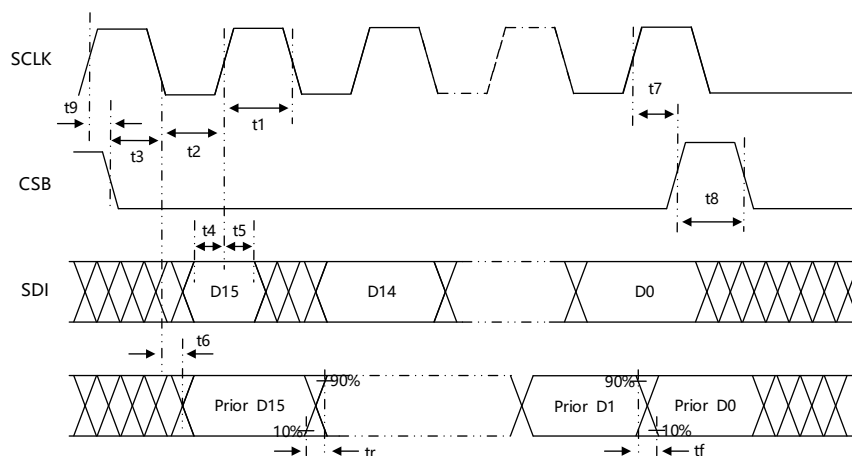 SCLK
t9
t3
t2
t1
t7
CSB
t8
t4
t5
SDI
D15
D14
D0
t6
Prior D15
90%
10%
tr
Prior D1
90%
Prior D0
10%
tf